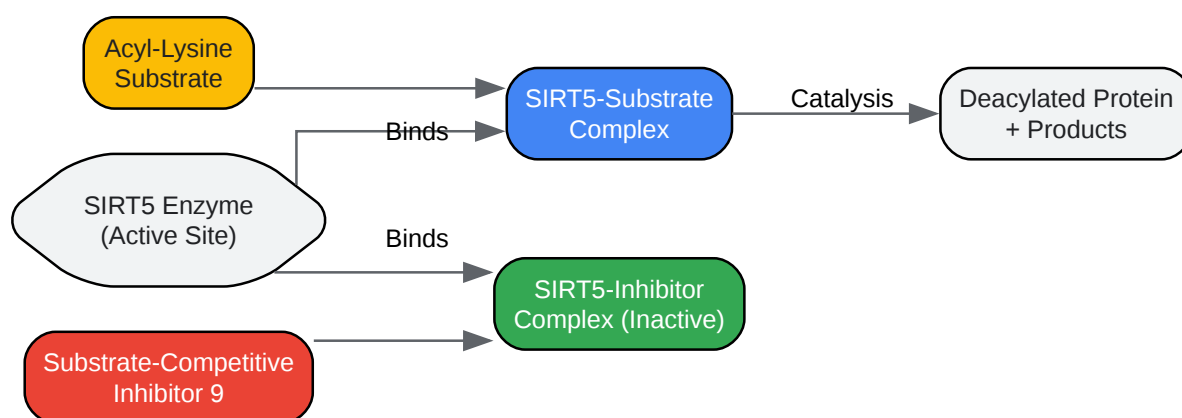 Acyl-Lysine
Substrate
SIRT5-Substrate
Complex
Catalysis
Deacylated Protein
+ Products
Binds
SIRT5 Enzyme
(Active Site)
Binds
SIRT5-Inhibitor
Complex (Inactive)
Substrate-Competitive
Inhibitor 9